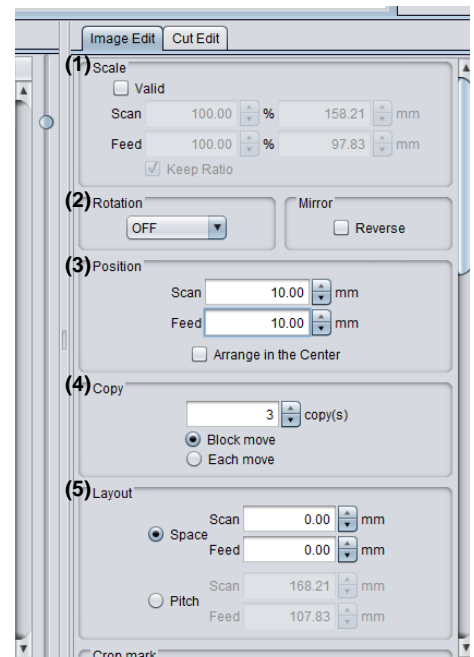 Image Edit Cut Edit
(1) Scale
Valid
Scan 100.00 % 158.21 mm
Feed 100.00 % 97.83 mm
Keep Ratio
(2) Rotation Mirror
OFF Reverse
(3) Position
Scan 10.00 mm
Feed 10.00 mm
Arrange in the Center
(4) Copy
3 copy(s)
Block move
Each move
(5) Layout
Scan 0.00 mm
Space
Feed 0.00 mm
Scan 168.21 mm
Pitch
Feed 107.83 mm
Crop mark